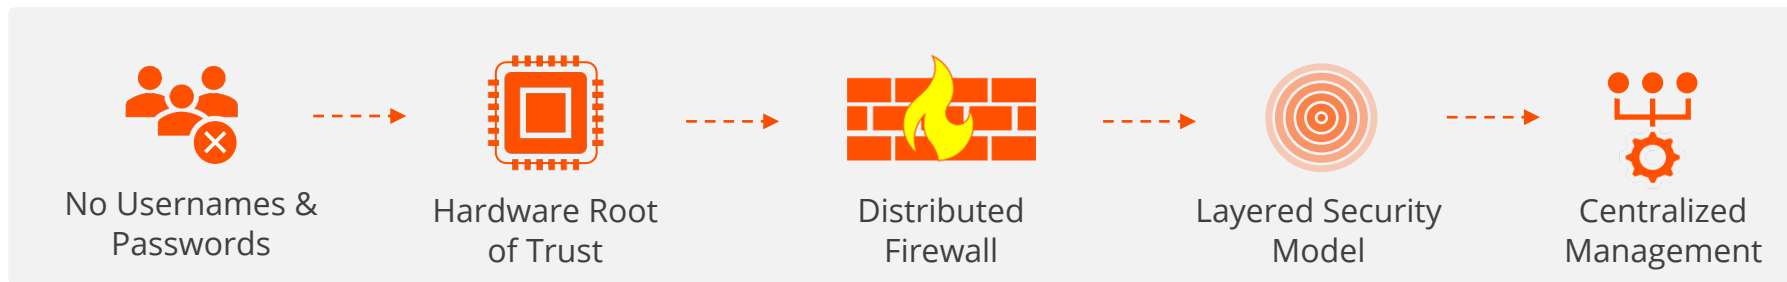 No Usernames &
Passwords
Hardware Root
of Trust
Distributed
Firewall
Layered Security
Model
Centralized
Management